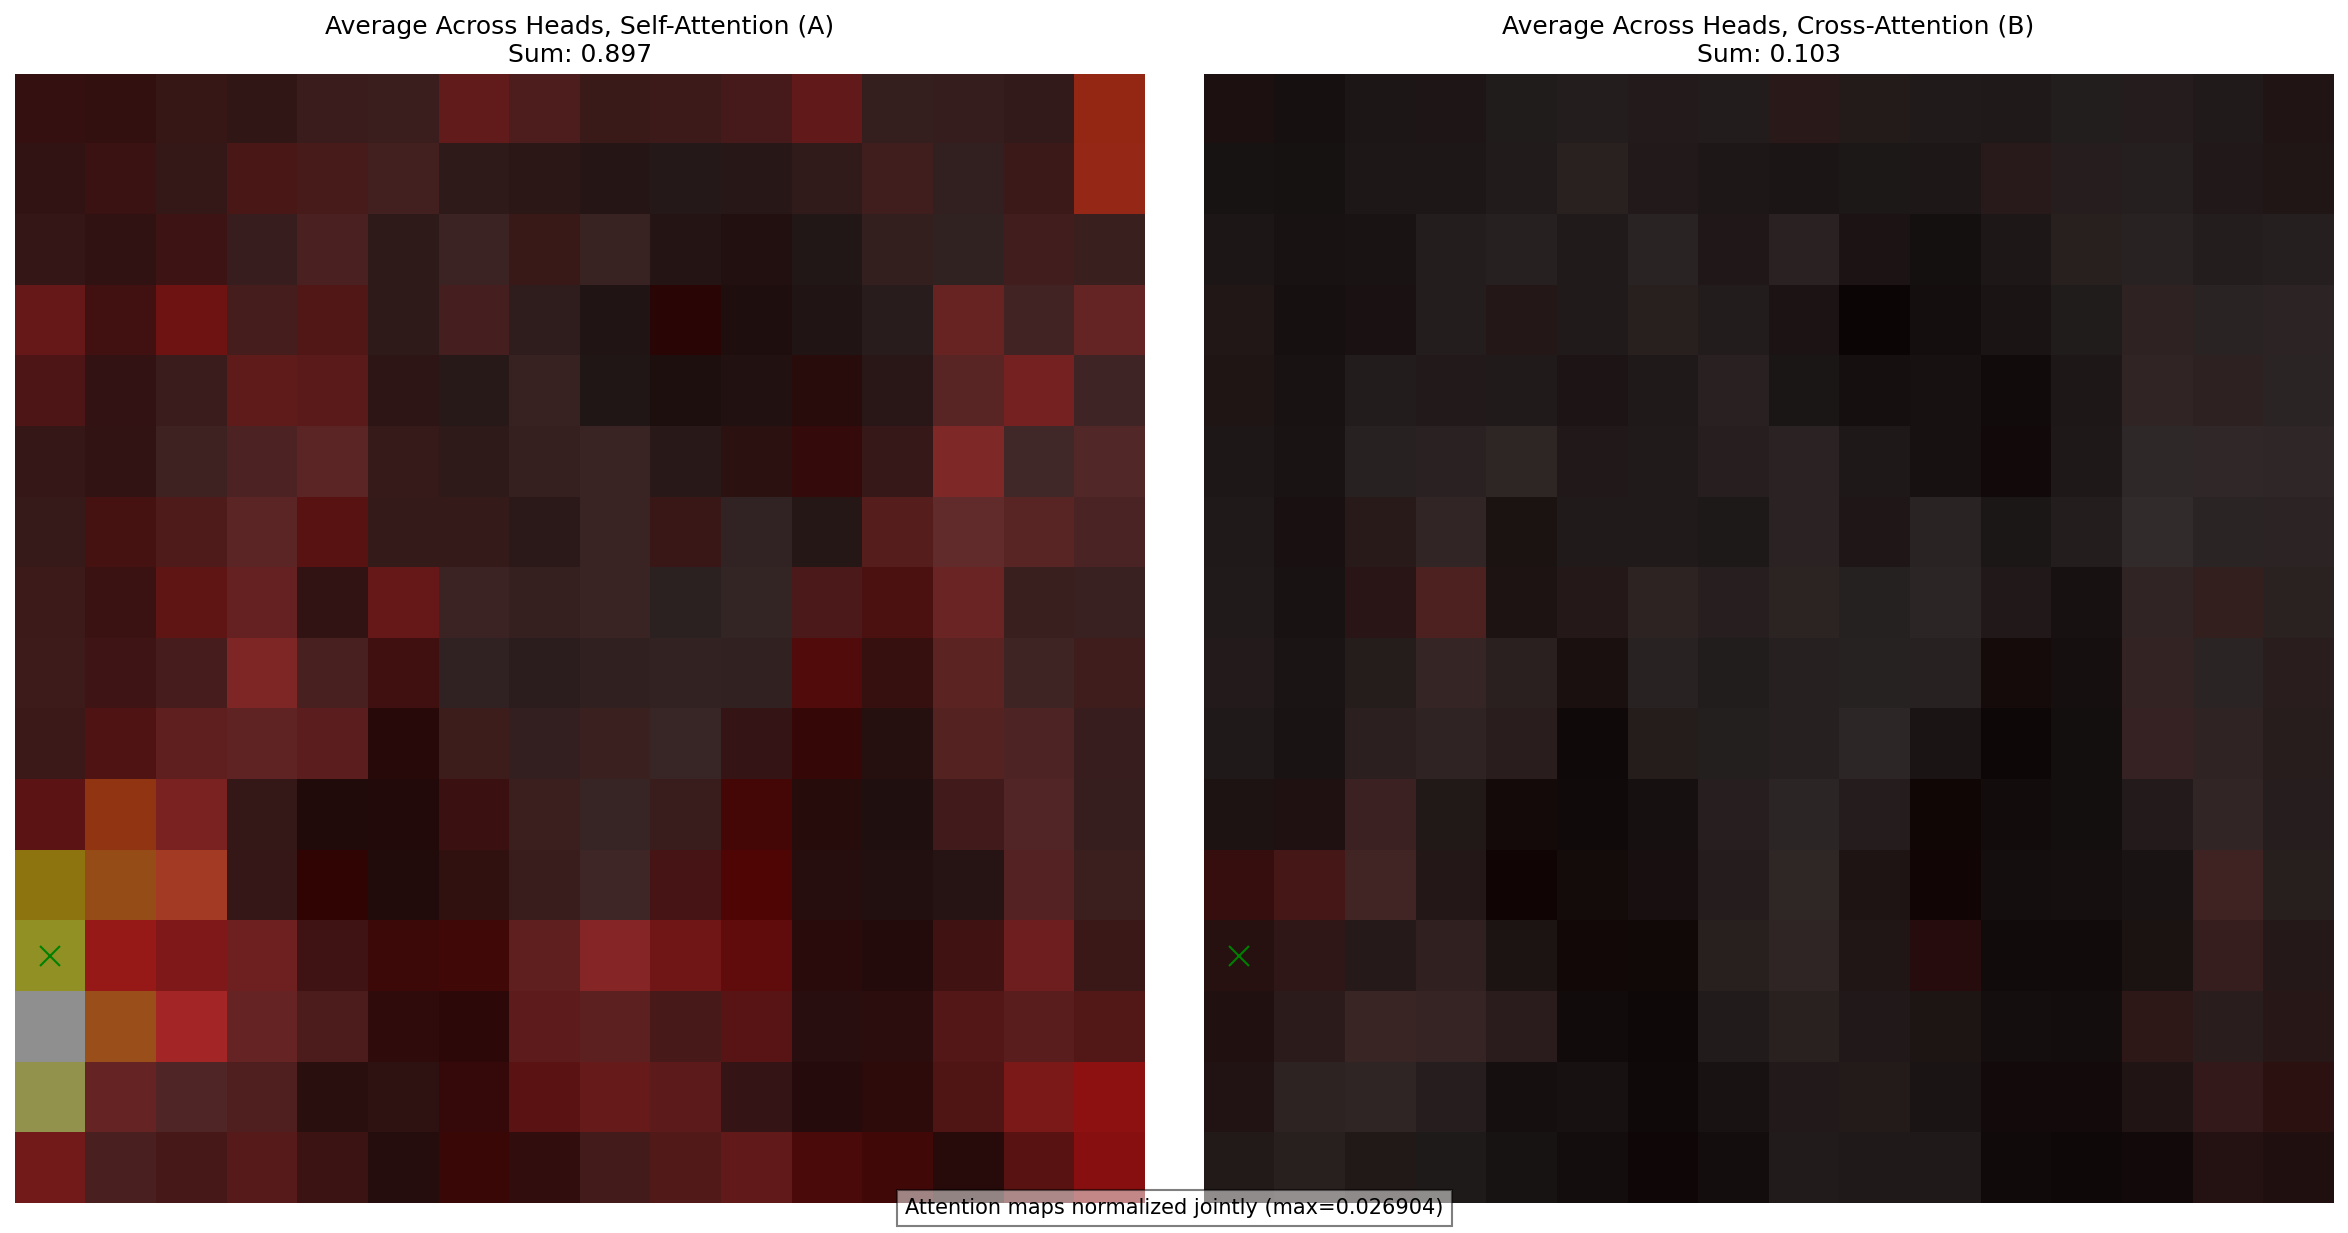 Average Across Heads, Self-Attention (A)
Sum: 0.897
Average Across Heads, Cross-Attention (B)
Sum: 0.103
Attention maps normalized jointly (max=0.026904)